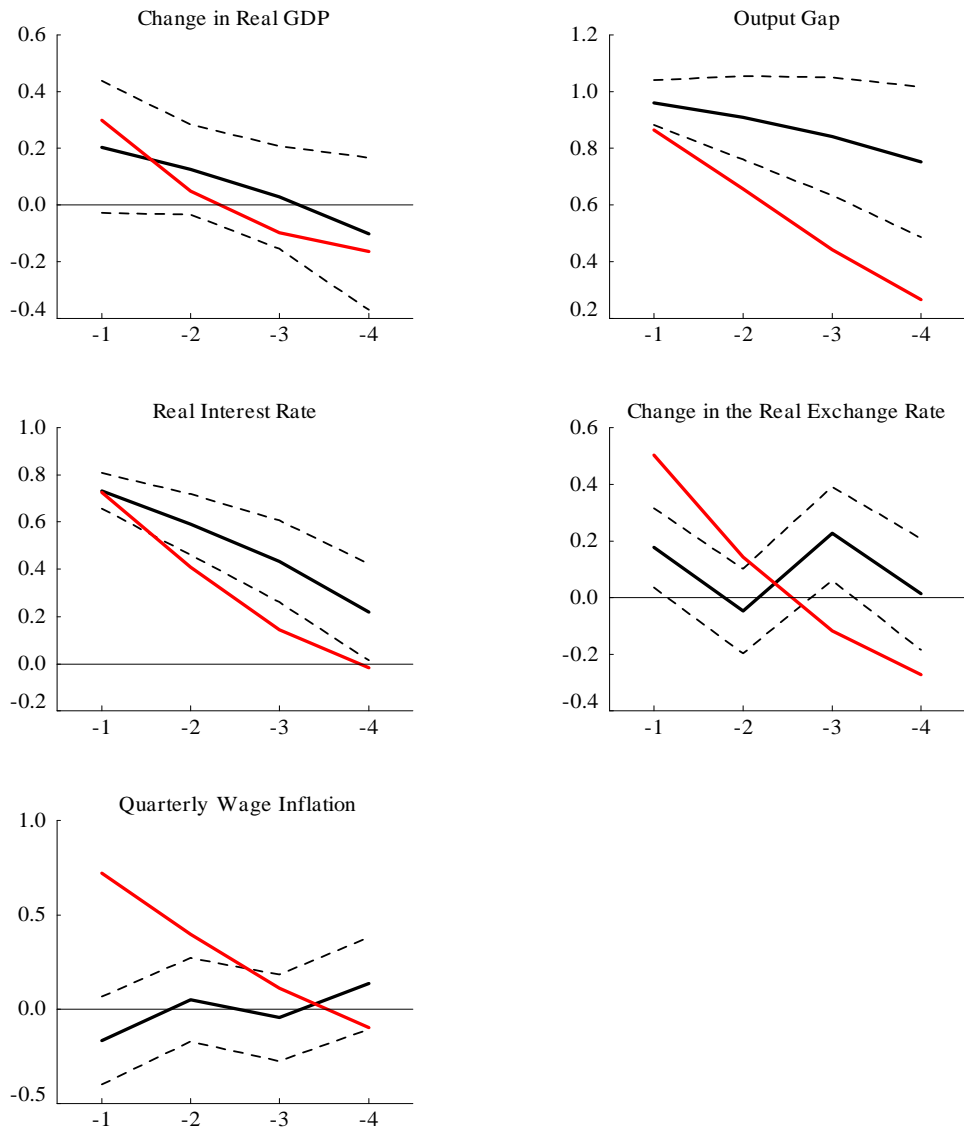 Change in Real GDP
0.6
0.4
0.2
0.0
-0.2
-0.4
-1 -2 -3 -4
Output Gap
1.2
1.0
0.8
0.6
0.4
0.2
-1 -2 -3 -4
Real Interest Rate
1.0
0.8
0.6
0.4
0.2
0.0
-0.2
-1 -2 -3 -4
Change in the Real Exchange Rate
0.6
0.4
0.2
0.0
-0.2
-0.4
-1 -2 -3 -4
Quarterly Wage Inflation
1.0
0.5
0.0
-0.5
-1 -2 -3 -4